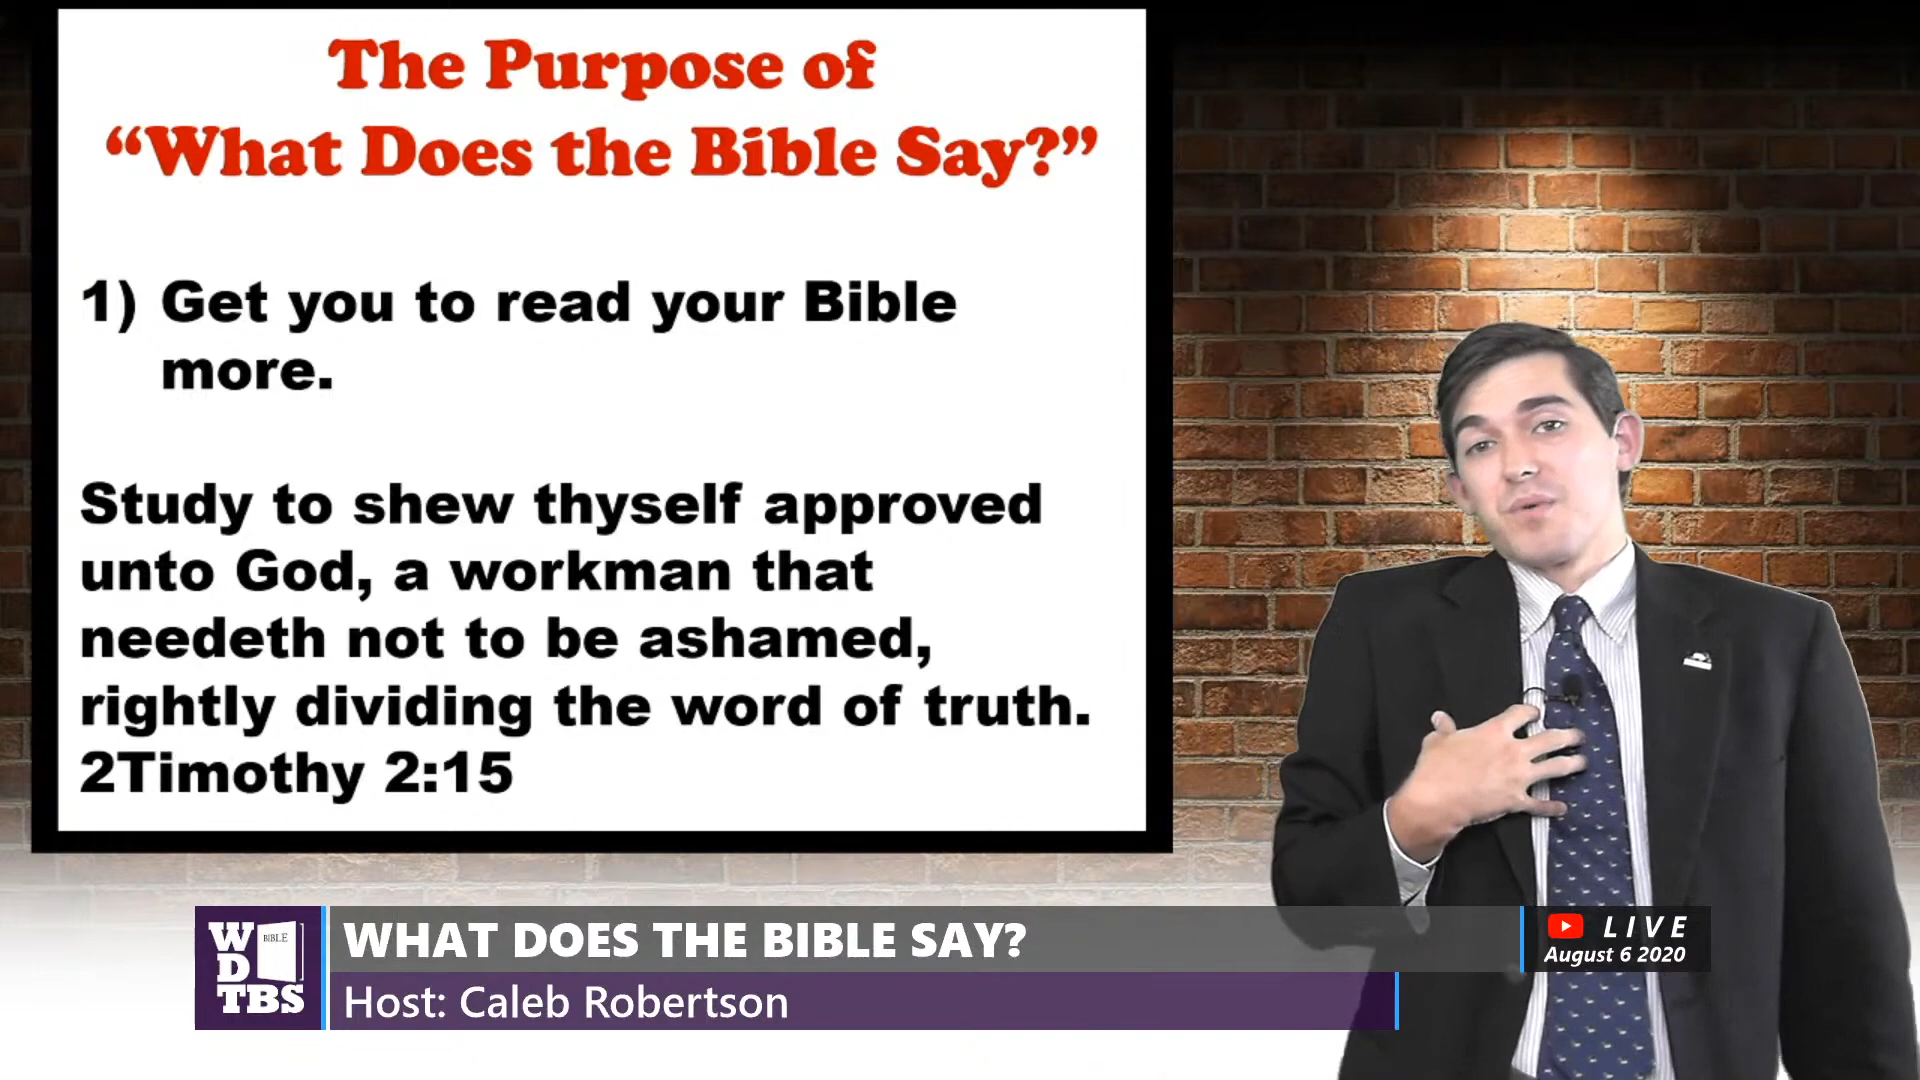 The Purpose of
“What Does the Bible Say?”
1) Get you to read your Bible
more.
Study to shew thyself approved
unto God, a workman that
needeth not to be ashamed,
rightly dividing the word of truth.
2Timothy 2:15
W
D
TBS
BIBLE
WHAT DOES THE BIBLE SAY?
Host: Caleb Robertson
LIVE
August 6 2020